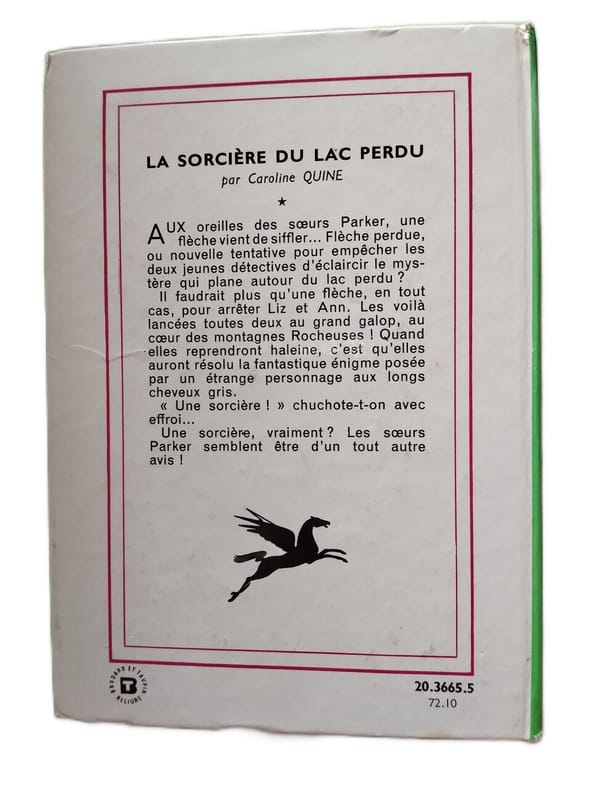 LA SORCIÈRE DU LAC PERDU
par Caroline QUINE
★
AUX oreilles des sœurs Parker, une
flèche vient de siffler... Flèche perdue,
ou nouvelle tentative pour empêcher les
deux jeunes détectives d'éclaircir le mys-
tère qui plane autour du lac perdu ?
Il faudrait plus qu'une flèche, en tout
cas, pour arrêter Liz et Ann. Les voilà
lancées toutes deux au grand galop, au
cœur des montagnes Rocheuses ! Quand
elles reprendront haleine, c'est qu'elles
auront résolu la fantastique énigme posée
par un étrange personnage aux longs
cheveux gris.
« Une sorcière ! » chuchote-t-on avec
effroi...
Une sorcière, vraiment ? Les sœurs
Parker semblent être d'un tout autre
avis !
BRODARD ET TAUPIN
RELIURE
20.3665.5
72.10